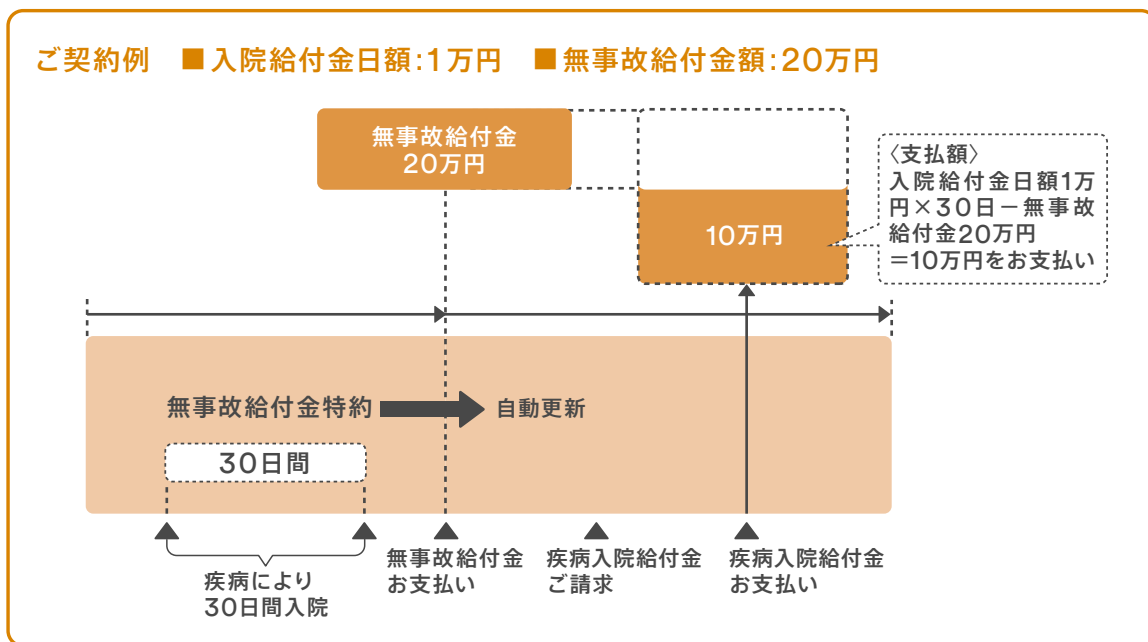 ご契約例　■入院給付金日額:1万円　■無事故給付金額:20万円
無事故給付金
20万円
10万円
〈支払額〉
入院給付金日額1万
円×30日−無事故
給付金20万円
=10万円をお支払い
無事故給付金特約
自動更新
30日間
疾病により
30日間入院
無事故給付金
お支払い
疾病入院給付金
ご請求
疾病入院給付金
お支払い